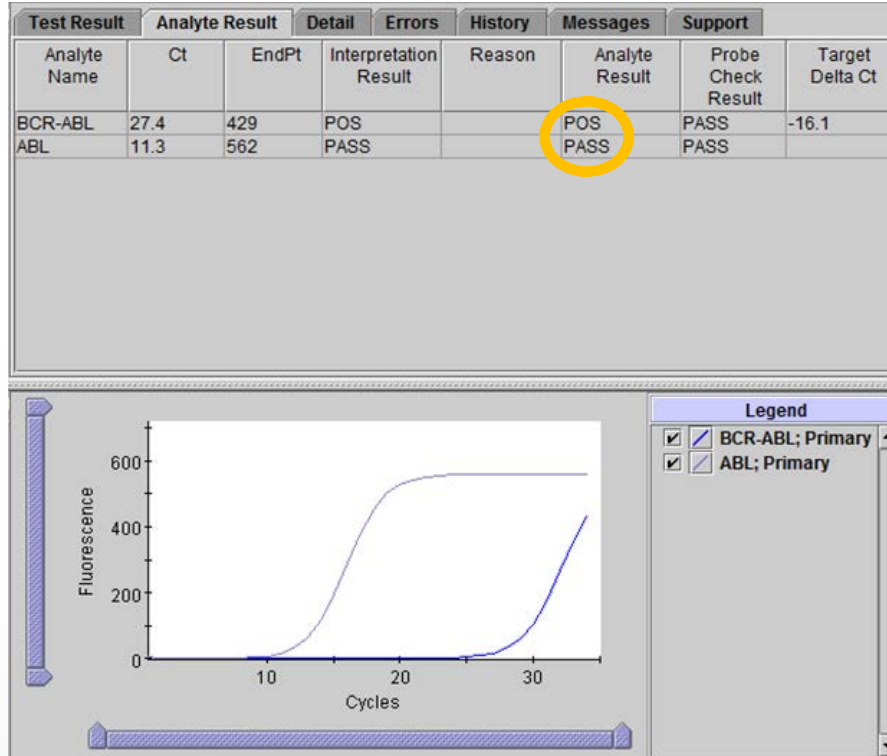 Test Result Analyte Result Detail Errors History Messages Support
Analyte Name Ct EndPt Interpretation Result Reason Analyte Result Probe Check Result Target Delta Ct
BCR-ABL 27.4 429 POS POS PASS -16.1
ABL 11.3 562 PASS PASS PASS
Legend
BCR-ABL; Primary
ABL; Primary
Fluorescence
600
400
200
0
10 20 30
Cycles